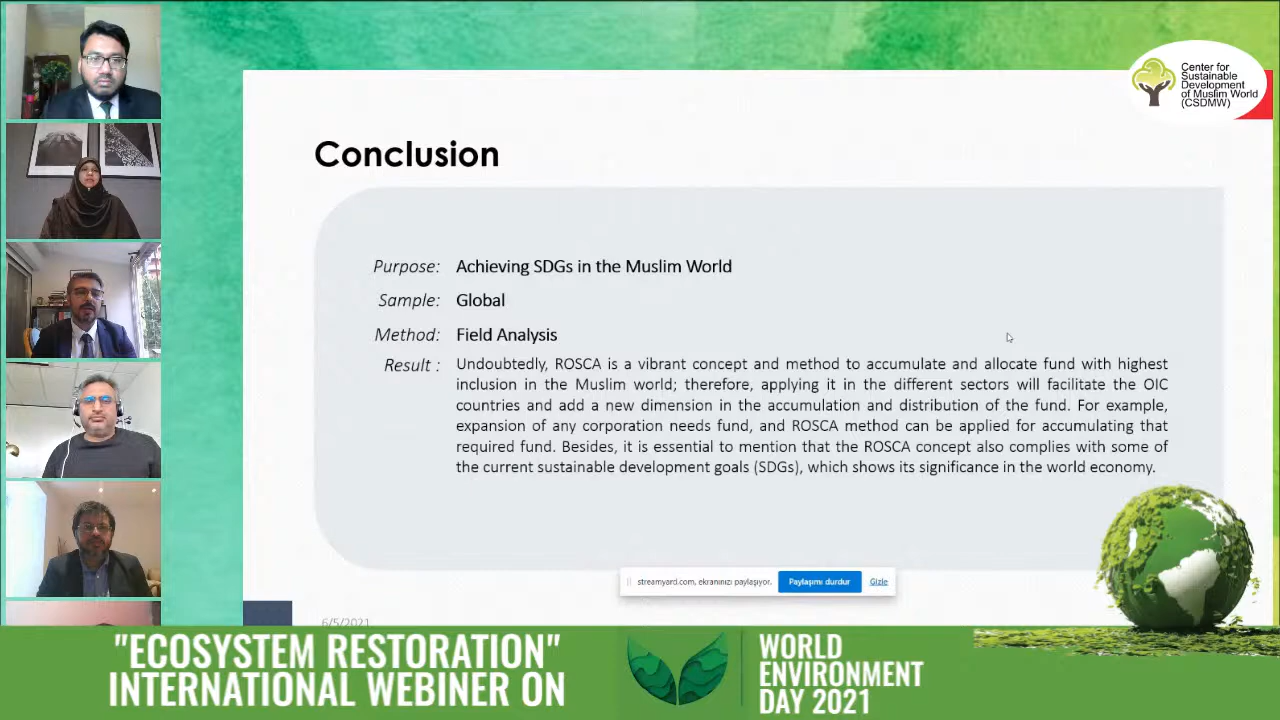 Center for
Sustainable
Development
of Muslim World
(CSDMW)
Conclusion
Purpose: Achieving SDGs in the Muslim World
Sample: Global
Method: Field Analysis
Result : Undoubtedly, ROSCA is a vibrant concept and method to accumulate and allocate fund with highest
inclusion in the Muslim world; therefore, applying it in the different sectors will facilitate the OIC
countries and add a new dimension in the accumulation and distribution of the fund. For example,
expansion of any corporation needs fund, and ROSCA method can be applied for accumulating that
required fund. Besides, it is essential to mention that the ROSCA concept also complies with some of
the current sustainable development goals (SDGs), which shows its significance in the world economy.
streamyard.com, ekranınızı paylaşıyor. Paylaşımı durdur Gizle
6/5/2021
"ECOSYSTEM RESTORATION"
INTERNATIONAL WEBINER ON
WORLD
ENVIRONMENT
DAY 2021